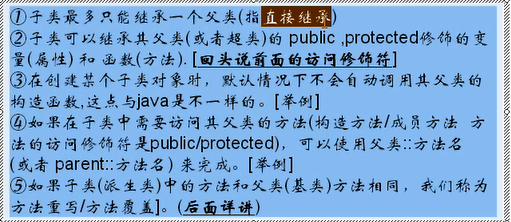 ①子类最多只能继承一个父类(指直接继承)
②子类可以继承其父类(或者超类)的 public ,protected修饰的变
量(属性) 和 函数(方法). [回头说前面的访问修饰符]
③在创建某个子类对象时，默认情况下不会自动调用其父类的
构造函数,这点与java是不一样的。[举例]
④如果在子类中需要访问其父类的方法(构造方法/成员方法 方
法的访问修饰符是public/protected)，可以使用父类::方法名
(或者 parent::方法名) 来完成。[举例]
⑤如果子类(派生类)中的方法和父类(基类)方法相同，我们称为
方法重写/方法覆盖]。(后面详讲)